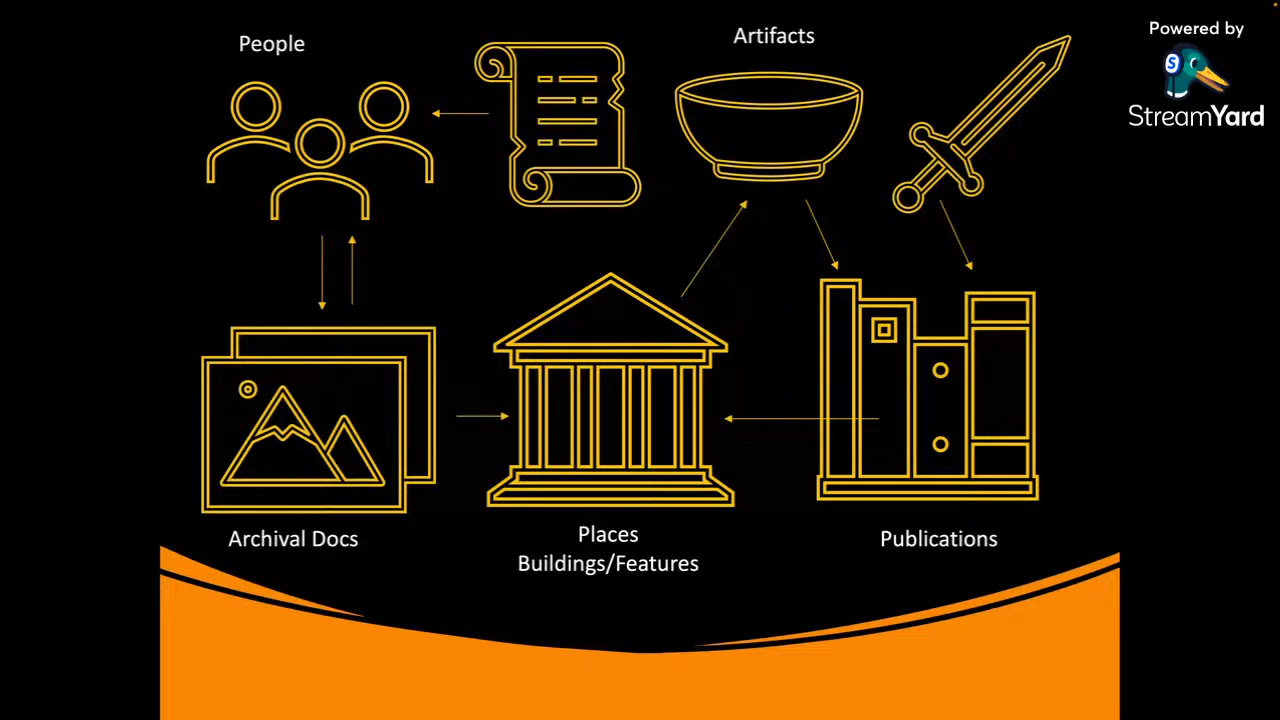 People
Artifacts
Powered by
S
StreamYard
Archival Docs
Places
Buildings/Features
Publications